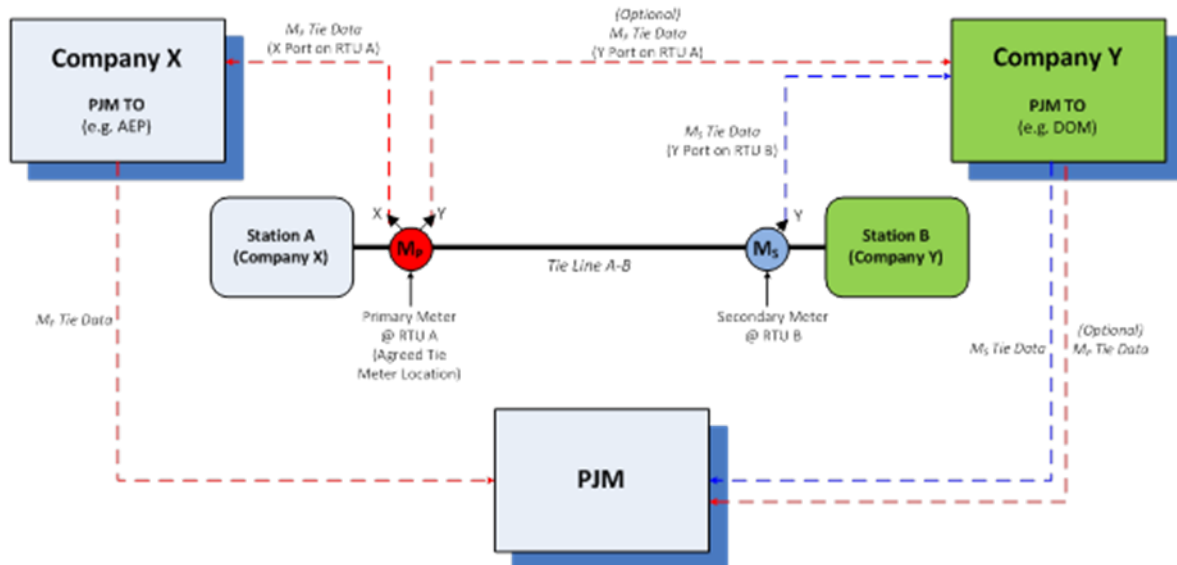 Company X
PJM TO
(e.g. AEP)
MP Tie Data
(X Port on RTU A)
(Optional)
MP Tie Data
(Y Port on RTU A)
Company Y
PJM TO
(e.g. DOM)
MS Tie Data
(Y Port on RTU B)
X
Y
Y
Station A
(Company X)
MP
Tie Line A-B
MS
Station B
(Company Y)
Primary Meter
@ RTU A
(Agreed Tie
Meter Location)
Secondary Meter
@ RTU B
MP Tie Data
MS Tie Data
(Optional)
MP Tie Data
PJM